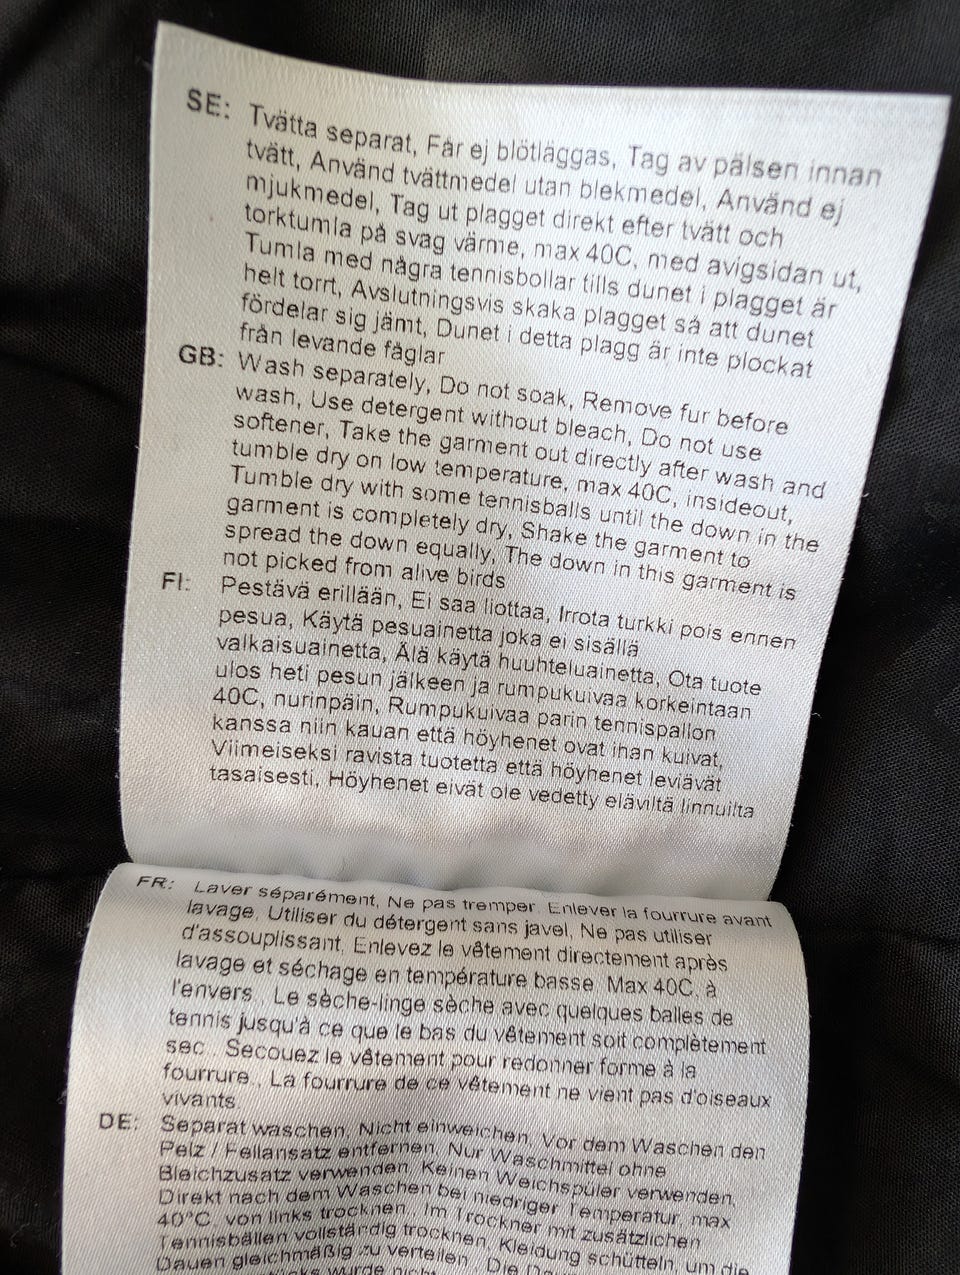 SE: Tvätta separat, Får ej blötläggas, Tag av pälsen innan
tvätt, Använd tvättmedel utan blekmedel, Använd ej
mjukmedel, Tag ut plagget direkt efter tvätt och
torktumla på svag värme, max 40C, med avigsidan ut,
Tumla med några tennisbollar tills dunet i plagget är
helt torrt, Avslutningsvis skaka plagget så att dunet
fördelar sig jämt, Dunet i detta plagg är inte plockat
från levande fåglar
GB: Wash separately, Do not soak, Remove fur before
wash, Use detergent without bleach, Do not use
softener, Take the garment out directly after wash and
tumble dry on low temperature, max 40C, insideout,
Tumble dry with some tennisballs until the down in the
garment is completely dry, Shake the garment to
spread the down equally, The down in this garment is
not picked from alive birds
FI: Pestävä erillään, Ei saa liottaa, Irrota turkki pois ennen
pesua, Käytä pesuainetta joka ei sisällä
valkaisuainetta, Älä käytä huuhteluainetta, Ota tuote
ulos heti pesun jälkeen ja rumpukuivaa korkeintaan
40C, nurinpäin, Rumpukuivaa parin tennispallon
kanssa niin kauan että höyhenet ovat ihan kuivat,
Viimeiseksi ravista tuotetta että höyhenet leviävät
tasaisesti, Höyhenet eivät ole vedetty eläviltä linnuilta
FR: Laver séparément, Ne pas tremper, Enlever la fourrure avant
lavage, Utiliser du détergent sans javel, Ne pas utiliser
d'assouplissant, Enlevez le vêtement directement après
lavage et séchage en température basse. Max 40C, à
l'envers., Le sèche-linge sèche avec quelques balles de
tennis jusqu'à ce que le bas du vêtement soit complètement
sec., Secouez le vêtement pour redonner forme à la
fourrure., La fourrure de ce vêtement ne vient pas d'oiseaux
vivants.
DE: Separat waschen, Nicht einweichen, Vor dem Waschen den
Pelz / Fellansatz entfernen, Nur Waschmittel ohne
Bleichzusatz verwenden, Keinen Weichspüler verwenden,
Direkt nach dem Waschen bei niedriger Temperatur, max
40°C, von links trocknen., Im Trockner mit zusätzlichen
Tennisbällen vollständig trocknen, Kleidung schütteln, um die
Daunen gleichmäßig zu verteilen., Die
wurde nicht